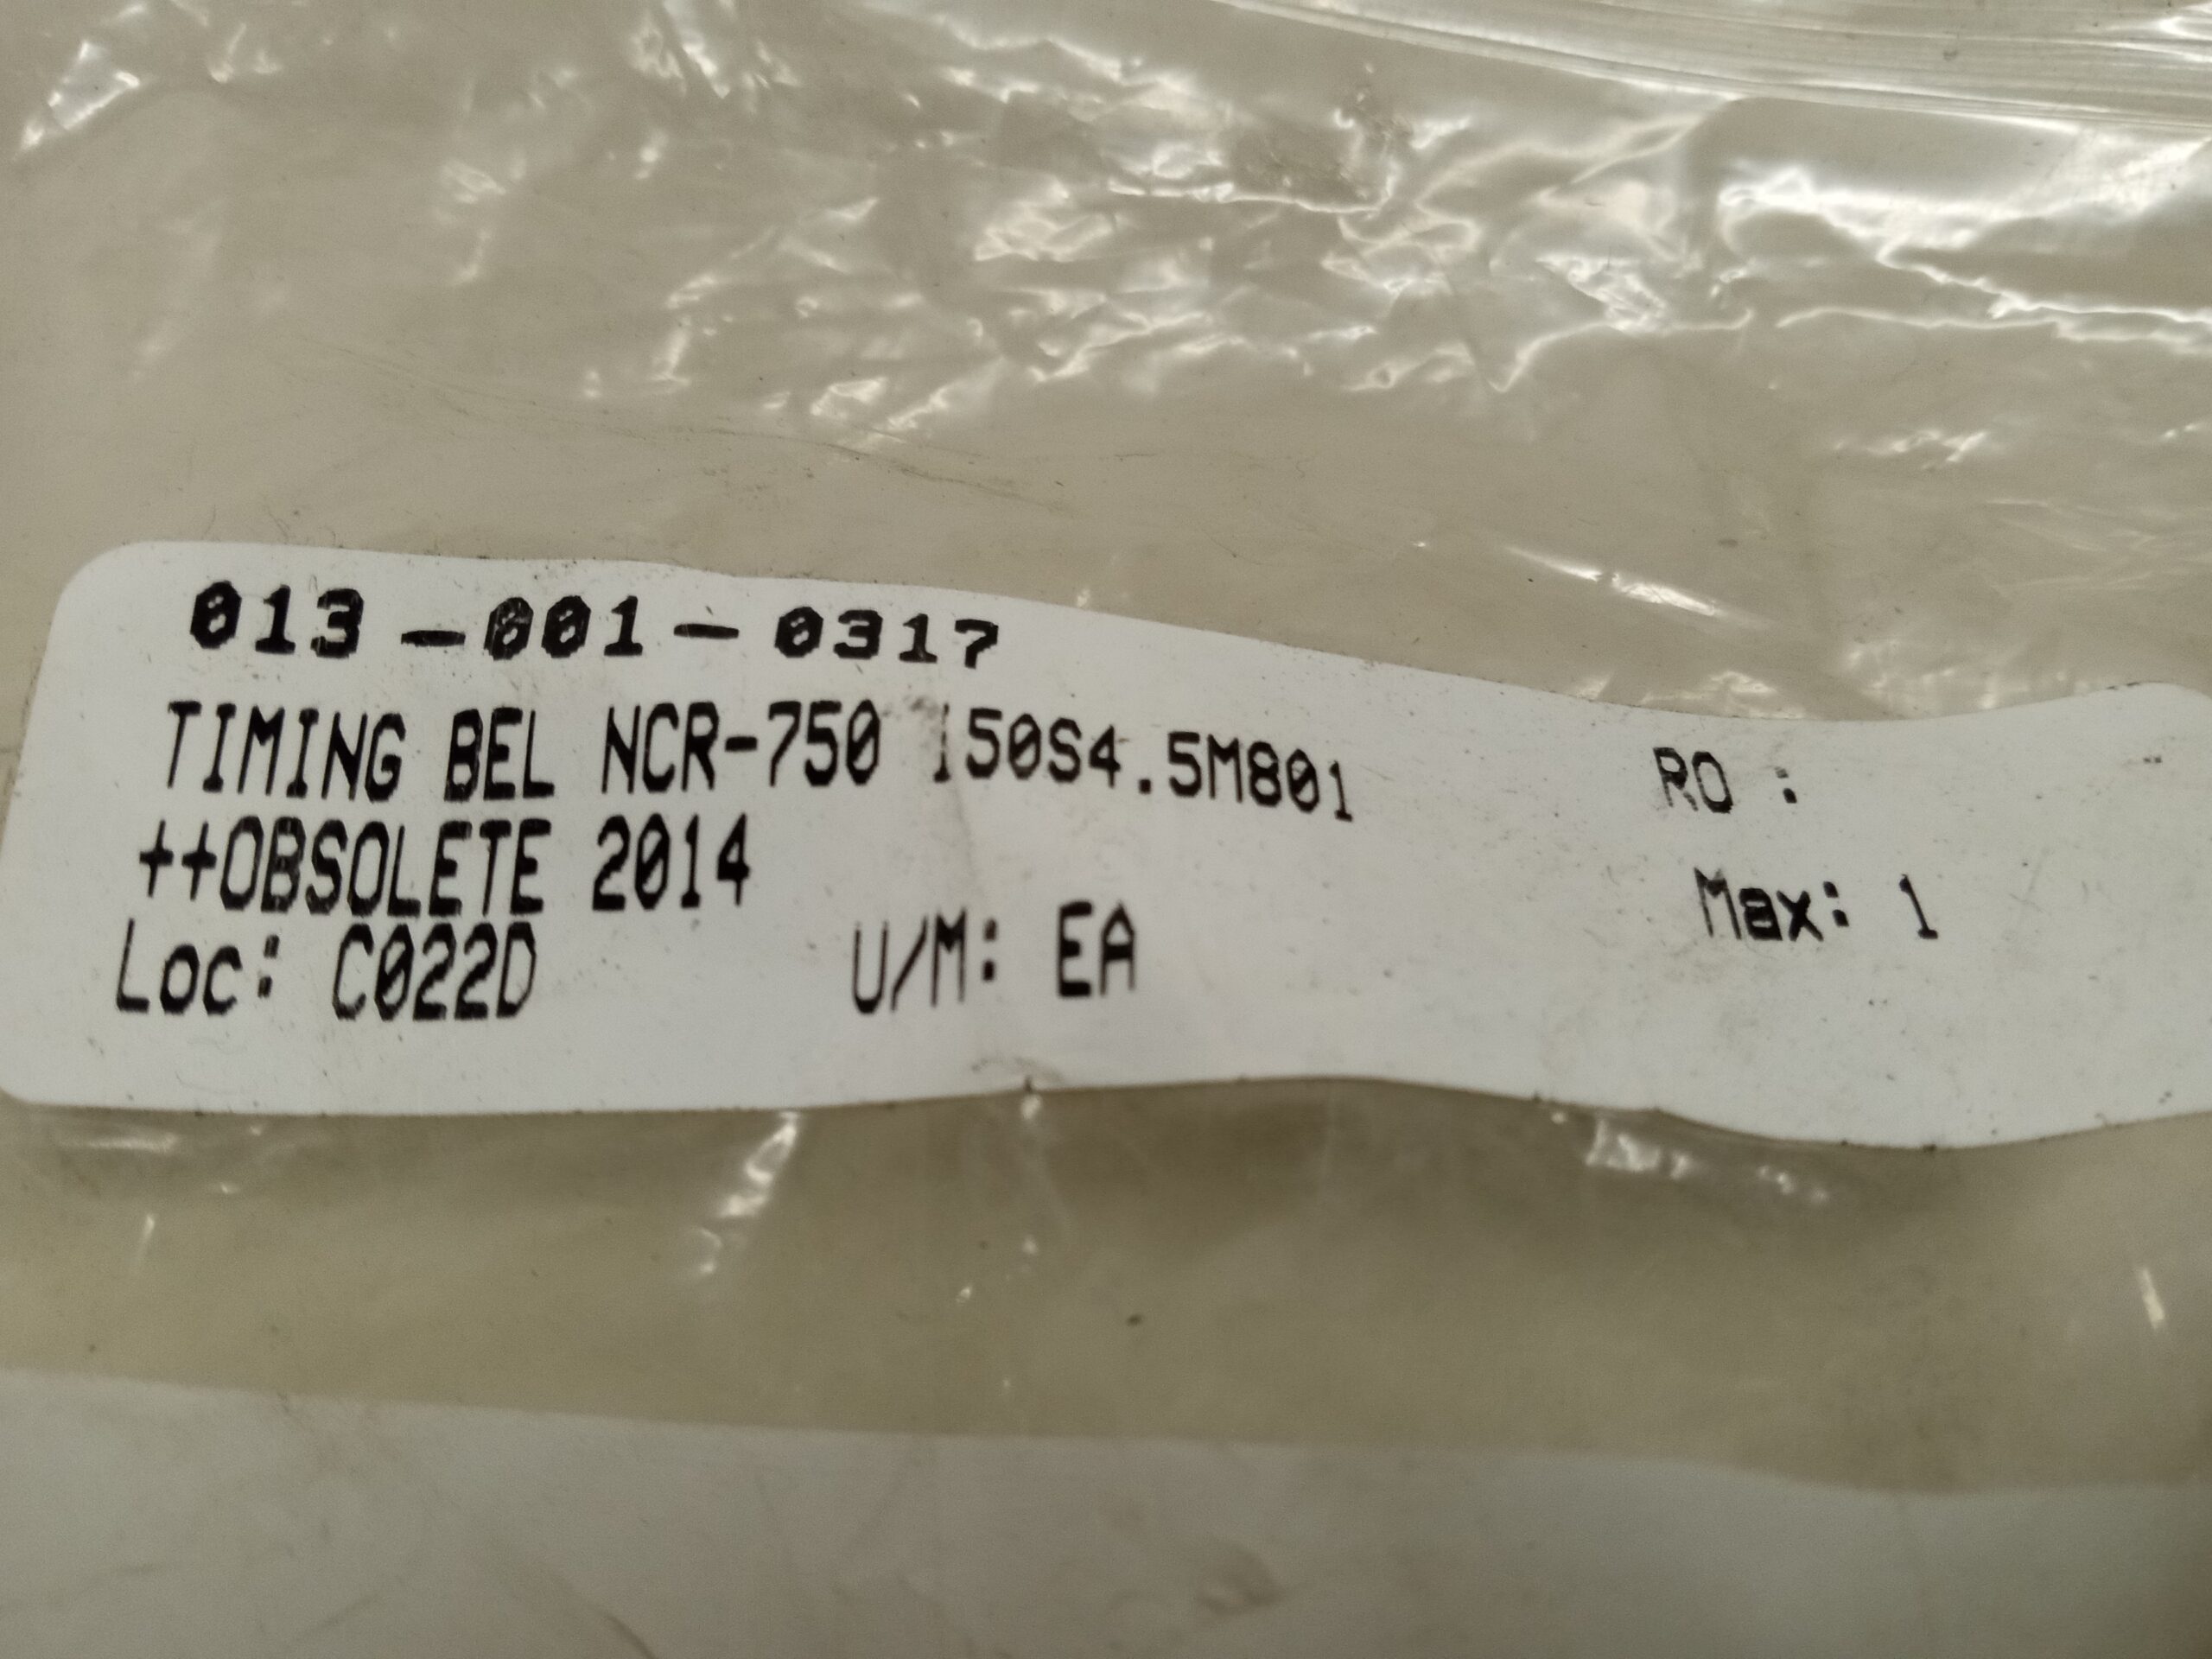 013-001-0317
TIMING BEL NCR-750 150S4.5M801 RO :
++OBSOLETE 2014 Max: 1
Loc: C022D U/M: EA